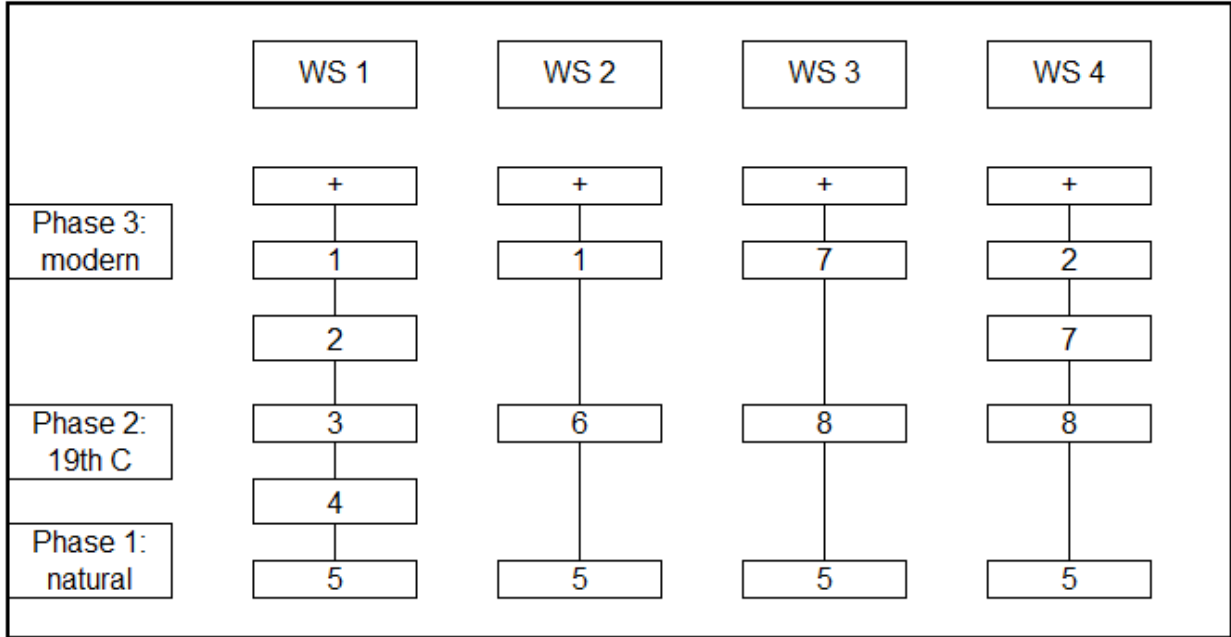 WS 1 WS 2 WS 3 WS 4
+ + + +
Phase 3:
modern
1 1 7 2
2 7
Phase 2:
19th C
3 6 8 8
4
Phase 1:
natural
5 5 5 5